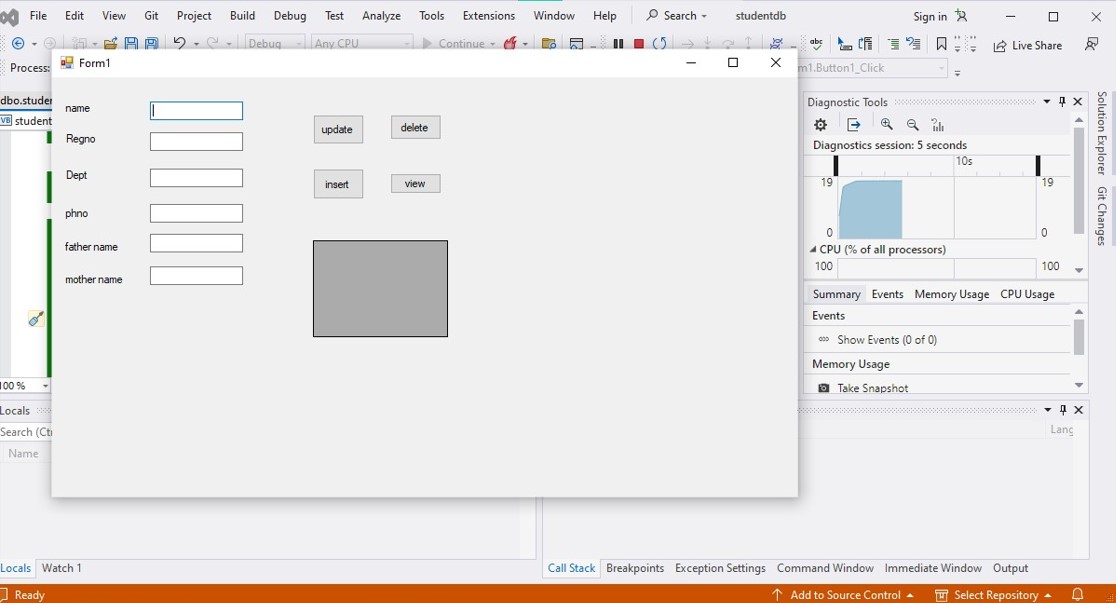 File Edit View Git Project Build Debug Test Analyze Tools Extensions Window Help Search studentdb Sign in
Debug Any CPU Continue Live Share
Process: Form1 m1.Button1_Click
dbo.studen
VB student
name
Regno
Dept
phno
father name
mother name
update delete
insert view
Diagnostic Tools
Diagnostics session: 5 seconds
10s
19 19
0 0
CPU (% of all processors)
100 100
Summary Events Memory Usage CPU Usage
Events
Show Events (0 of 0)
Memory Usage
Take Snapshot
Solution Explorer
Git Changes
100 %
Locals
Search (Ctr
Name
Lang
Locals Watch 1
Call Stack Breakpoints Exception Settings Command Window Immediate Window Output
Ready Add to Source Control Select Repository